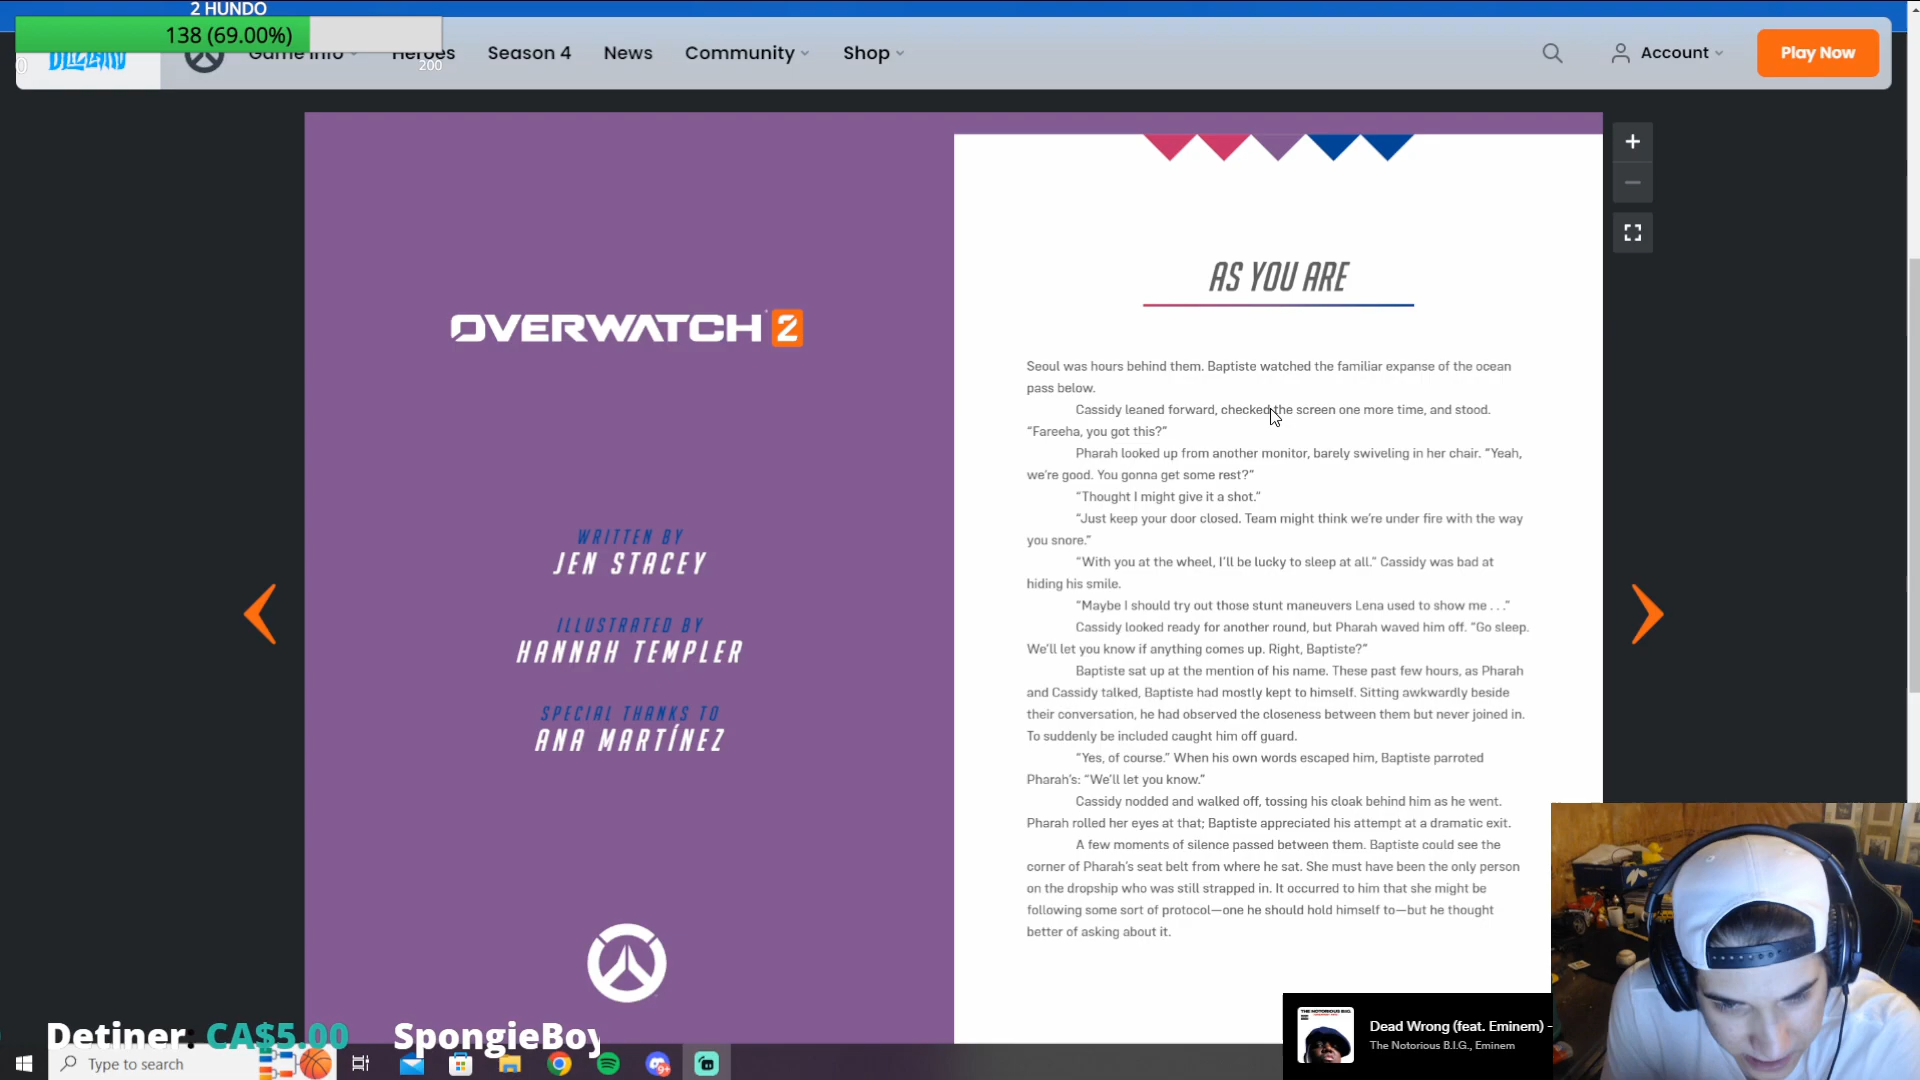 2 HUNDO
138 (69.00%)
0
200
BLIZZARD
Game Info
Heroes
Season 4
News
Community
Shop
Account
Play Now
OVERWATCH 2
WRITTEN BY
JEN STACEY
ILLUSTRATED BY
HANNAH TEMPLER
SPECIAL THANKS TO
ANA MARTÍNEZ
AS YOU ARE
Seoul was hours behind them. Baptiste watched the familiar expanse of the ocean
pass below.
Cassidy leaned forward, checked the screen one more time, and stood.
“Fareeha, you got this?”
Pharah looked up from another monitor, barely swiveling in her chair. “Yeah,
we’re good. You gonna get some rest?”
“Thought I might give it a shot.”
“Just keep your door closed. Team might think we’re under fire with the way
you snore.”
“With you at the wheel, I’ll be lucky to sleep at all.” Cassidy was bad at
hiding his smile.
“Maybe I should try out those stunt maneuvers Lena used to show me . . .”
Cassidy looked ready for another round, but Pharah waved him off. “Go sleep.
We’ll let you know if anything comes up. Right, Baptiste?”
Baptiste sat up at the mention of his name. These past few hours, as Pharah
and Cassidy talked, Baptiste had mostly kept to himself. Sitting awkwardly beside
their conversation, he had observed the closeness between them but never joined in.
To suddenly be included caught him off guard.
“Yes, of course.” When his own words escaped him, Baptiste parroted
Pharah’s: “We’ll let you know.”
Cassidy nodded and walked off, tossing his cloak behind him as he went.
Pharah rolled her eyes at that; Baptiste appreciated his attempt at a dramatic exit.
A few moments of silence passed between them. Baptiste could see the
corner of Pharah’s seat belt from where he sat. She must have been the only person
on the dropship who was still strapped in. It occurred to him that she might be
following some sort of protocol—one he should hold himself to—but he thought
better of asking about it.
Detiner: CA$5.00 SpongieBoy
Dead Wrong (feat. Eminem) -
The Notorious B.I.G., Eminem
Type to search
9+